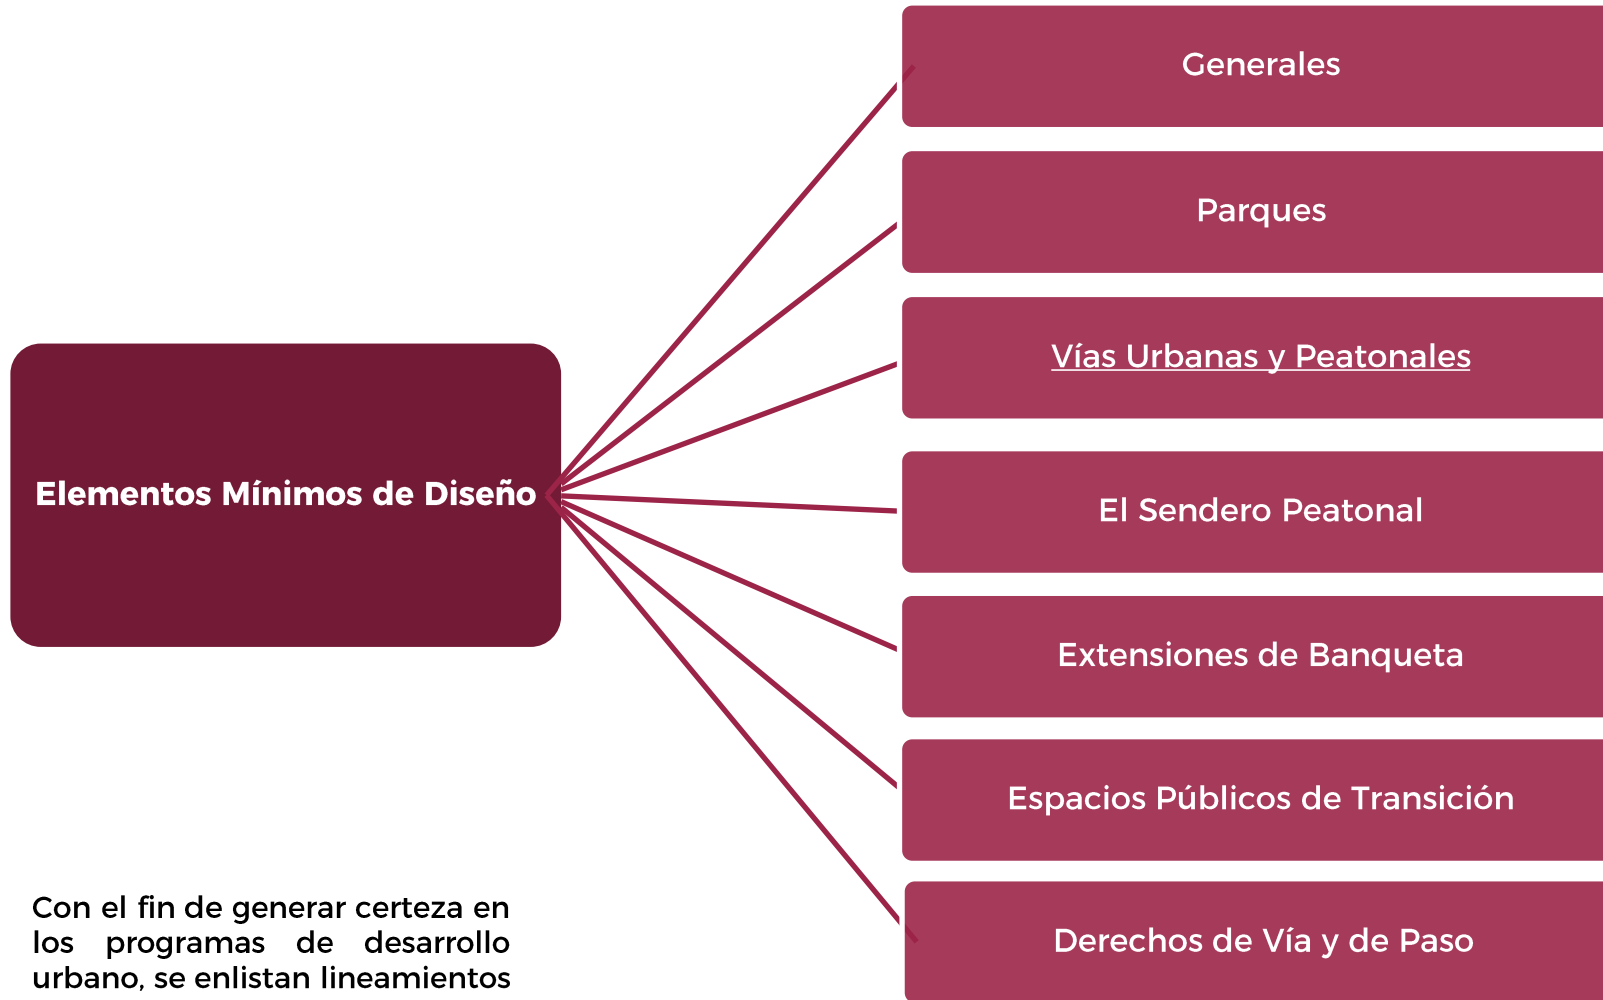 Generales
Parques
Vías Urbanas y Peatonales
Elementos Mínimos de Diseño
El Sendero Peatonal
Extensiones de Banqueta
Espacios Públicos de Transición
Derechos de Vía y de Paso
Con el fin de generar certeza en
los programas de desarrollo
urbano, se enlistan lineamientos